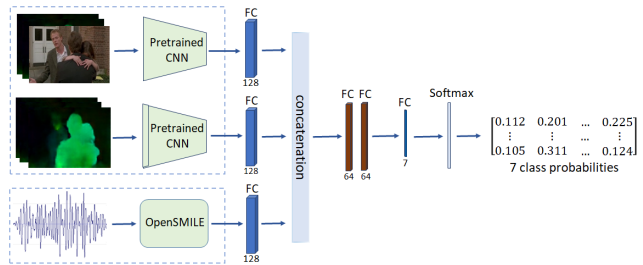 Pretrained
CNN
FC
128
Pretrained
CNN
FC
128
OpenSMILE
FC
128
concatenation
FC FC
64 64
FC
7
Softmax
0.112 0.201 ... 0.225
⋮ ⋮ ... ⋮
0.105 0.311 ... 0.124
7 class probabilities